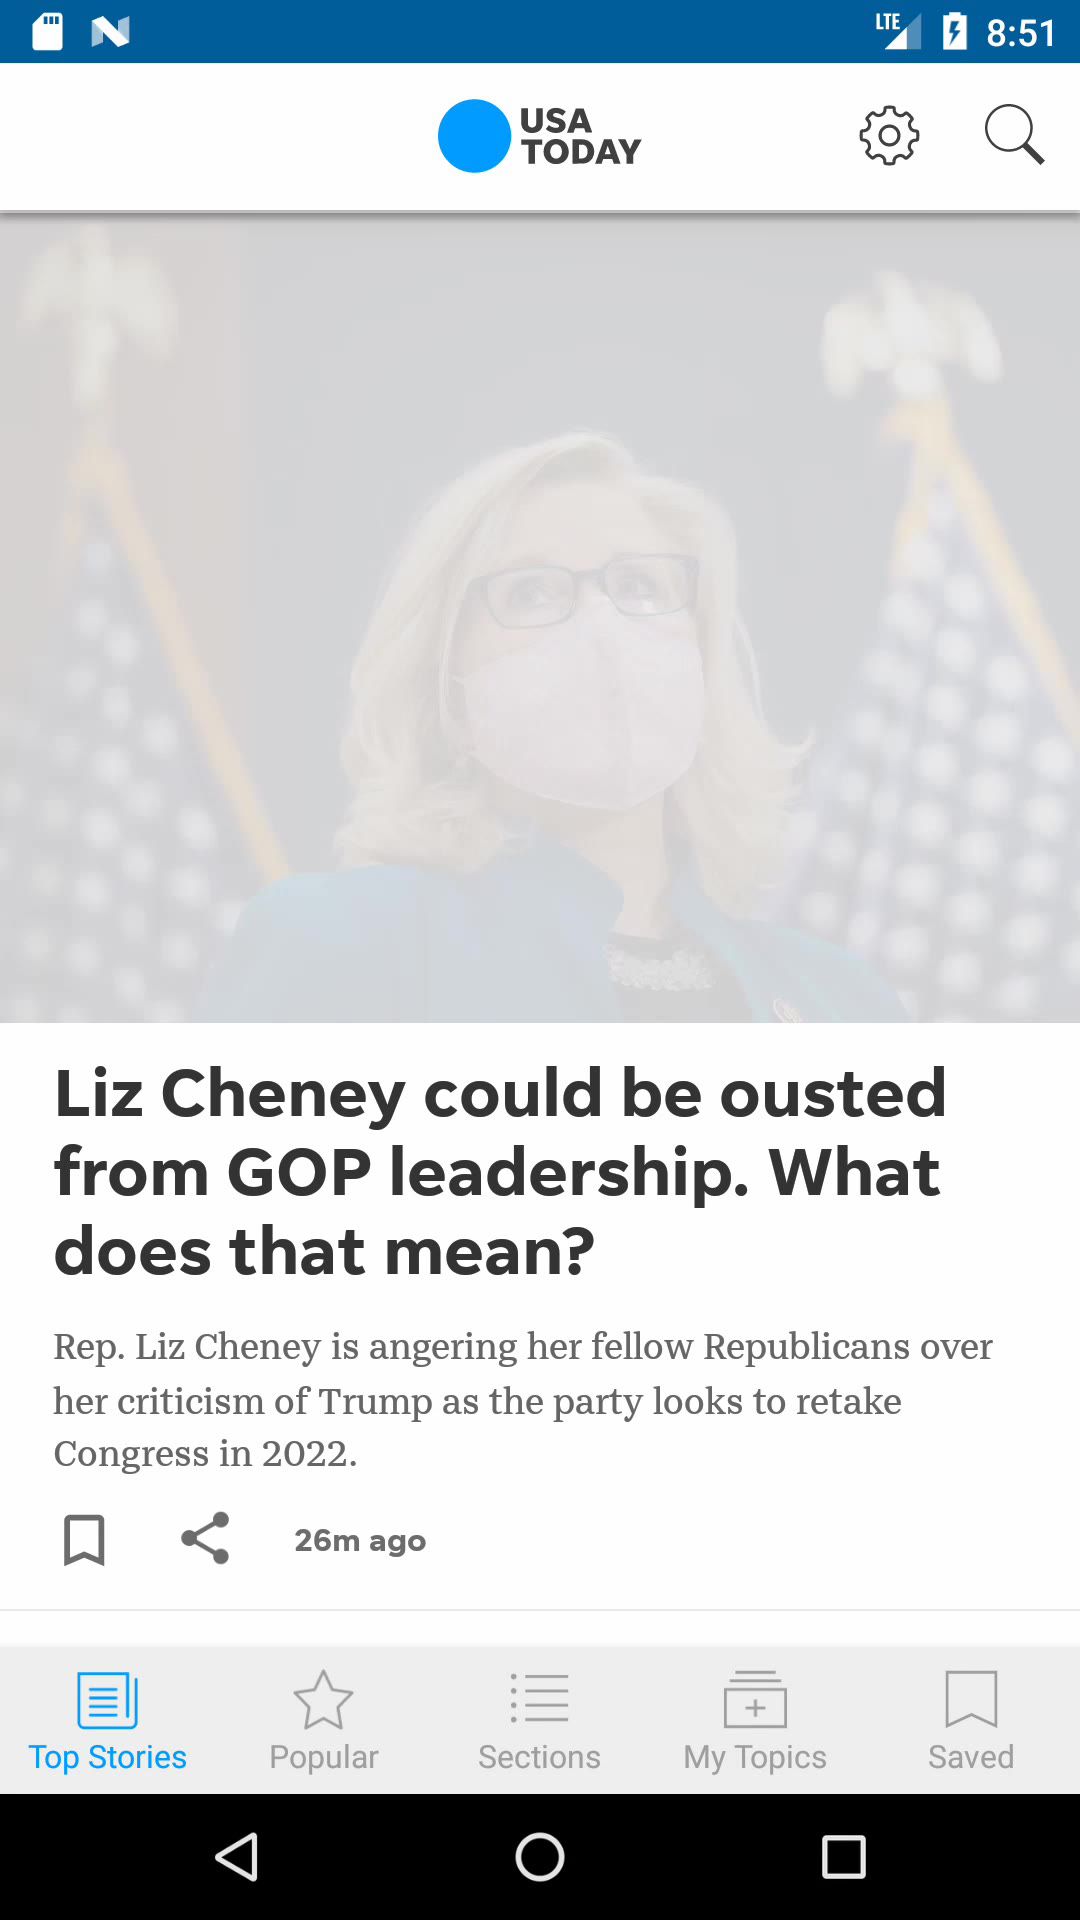 LTE 8:51
USA
TODAY
Liz Cheney could be ousted
from GOP leadership. What
does that mean?
Rep. Liz Cheney is angering her fellow Republicans over
her criticism of Trump as the party looks to retake
Congress in 2022.
26m ago
Top Stories Popular Sections My Topics Saved